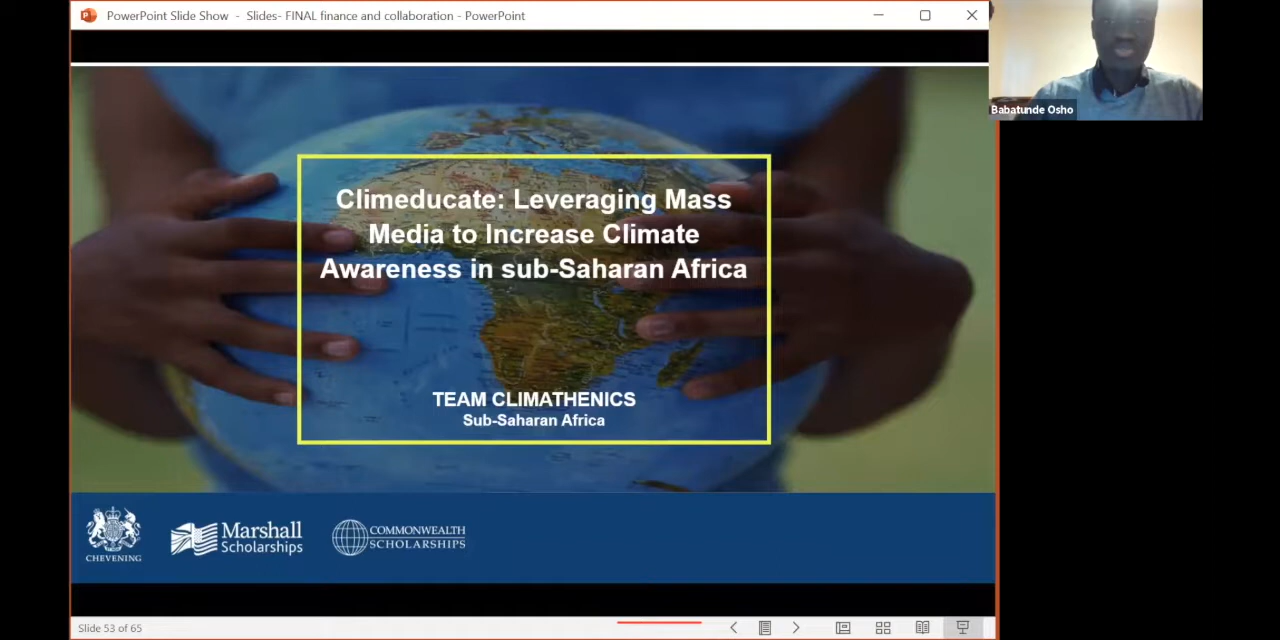 PowerPoint Slide Show - Slides- FINAL finance and collaboration - PowerPoint
Babatunde Osho
Climeducate: Leveraging Mass
Media to Increase Climate
Awareness in sub-Saharan Africa
TEAM CLIMATHENICS
Sub-Saharan Africa
CHEVENING
Marshall
Scholarships
COMMONWEALTH
SCHOLARSHIPS
Slide 53 of 65